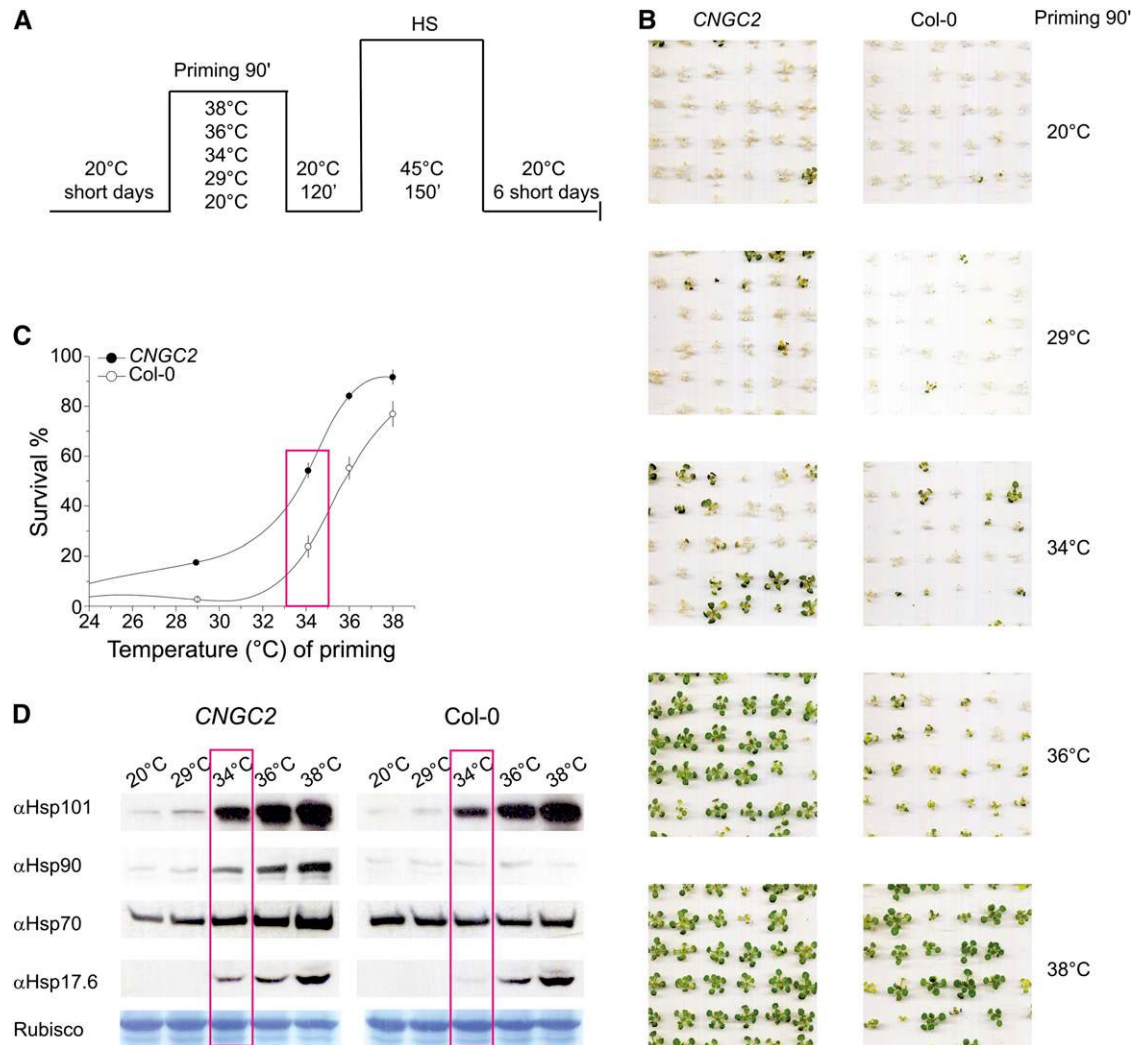 A
HS
Priming 90'
38°C
36°C
34°C
29°C
20°C
20°C
short days
20°C
120'
45°C
150'
20°C
6 short days
B
CNGC2
Col-0
Priming 90'
20°C
29°C
34°C
36°C
38°C
C
CNGC2
Col-0
100
80
60
40
20
0
Survival %
24 26 28 30 32 34 36 38
Temperature (°C) of priming
D
CNGC2
Col-0
20°C 29°C 34°C 36°C 38°C
20°C 29°C 34°C 36°C 38°C
αHsp101
αHsp90
αHsp70
αHsp17.6
Rubisco